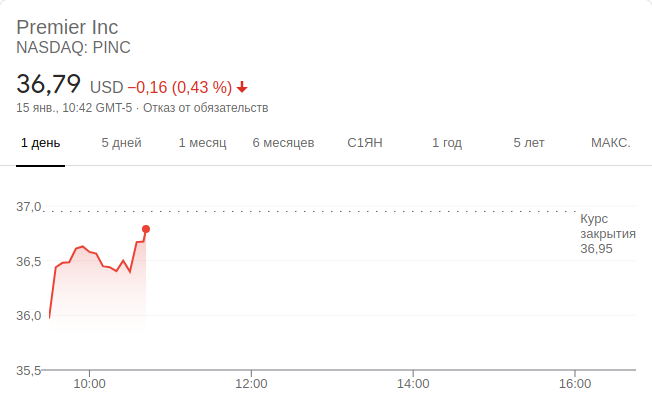 Premier Inc
NASDAQ: PINC
36,79 USD −0,16 (0,43 %)
15 янв., 10:42 GMT-5 · Отказ от обязательств
1 день 5 дней 1 месяц 6 месяцев С1ЯН 1 год 5 лет МАКС.
37,0
Курс
закрытия
36,95
36,5
36,0
35,5
10:00 12:00 14:00 16:00